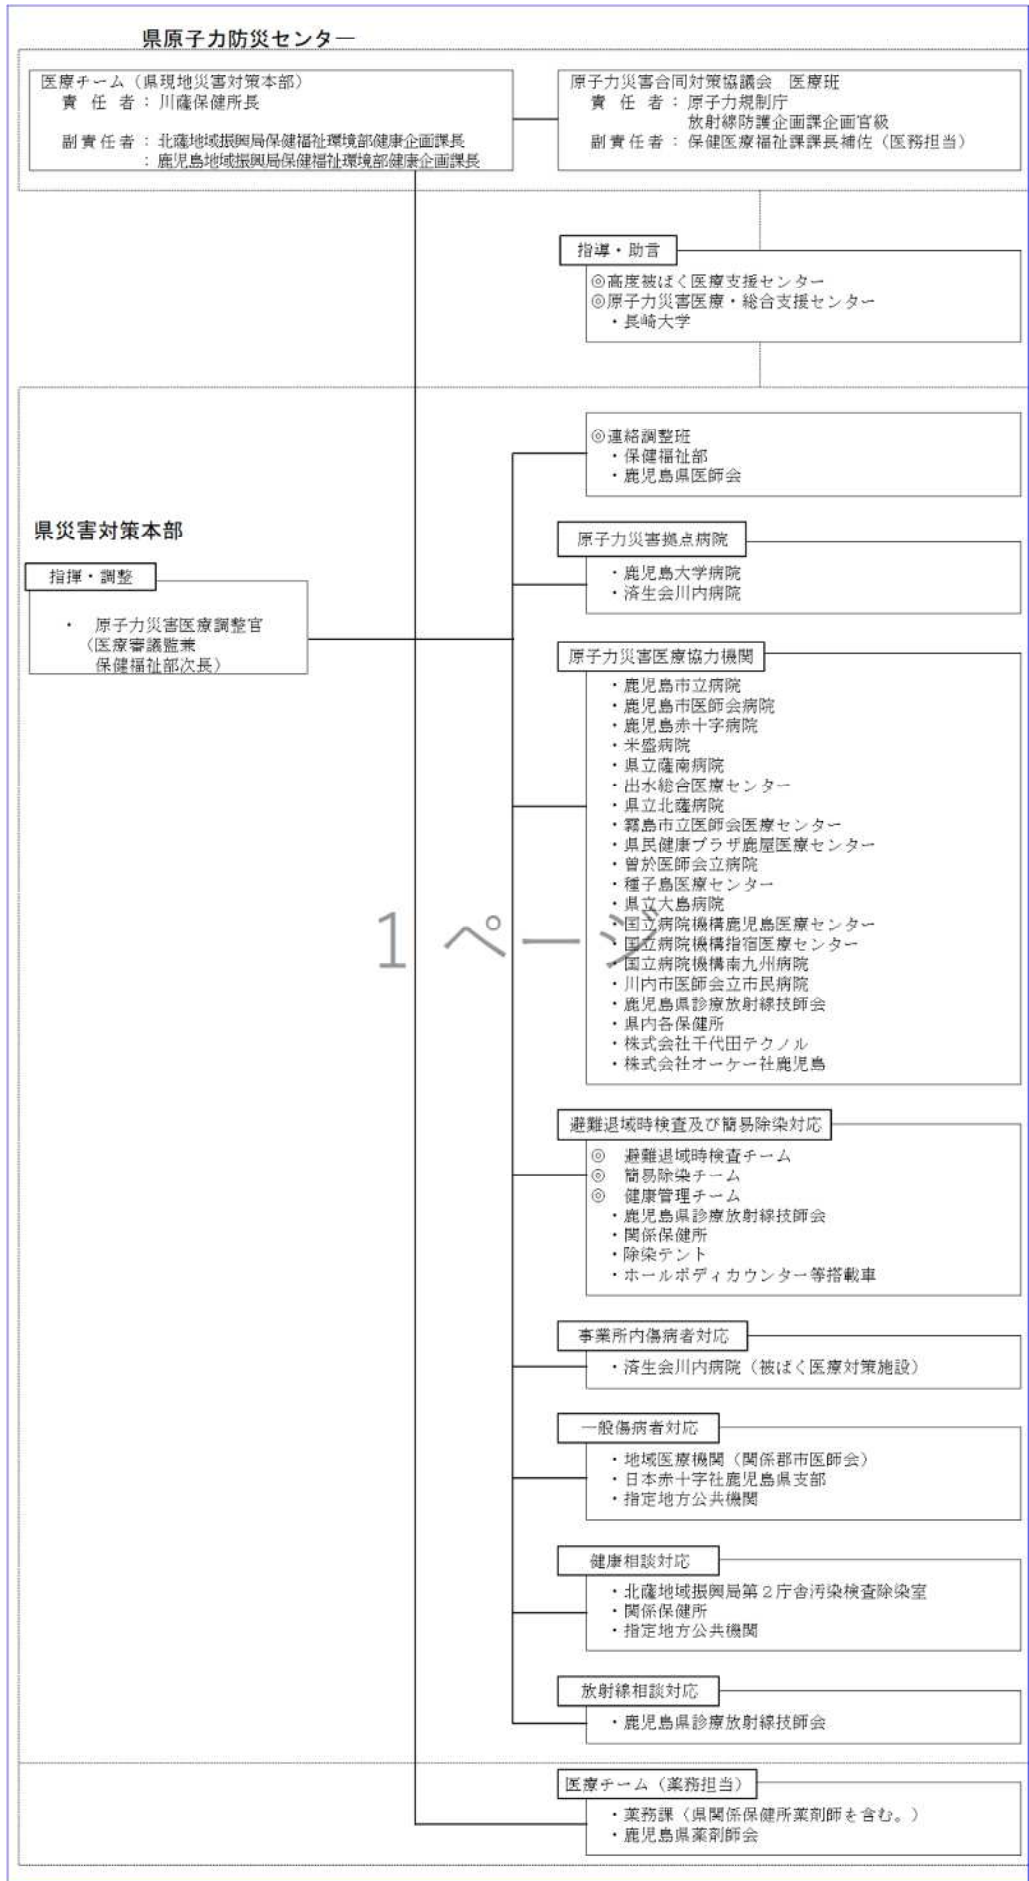 県原子力防災センター
医療チーム（県現地災害対策本部）
責 任 者：川薩保健所長
副責任者：北薩地域振興局保健福祉環境部健康企画課長
：鹿児島地域振興局保健福祉環境部健康企画課長
原子力災害合同対策協議会　医療班
責 任 者：原子力規制庁
放射線防護企画課企画官級
副責任者：保健医療福祉課課長補佐（医務担当）
指導・助言
◎高度被ばく医療支援センター
◎原子力災害医療・総合支援センター
・長崎大学
◎連絡調整班
・保健福祉部
・鹿児島県医師会
県災害対策本部
指揮・調整
・　原子力災害医療調整官
（医療審議監兼
保健福祉部次長）
原子力災害拠点病院
・鹿児島大学病院
・済生会川内病院
原子力災害医療協力機関
・鹿児島市立病院
・鹿児島市医師会病院
・鹿児島赤十字病院
・米盛病院
・県立薩南病院
・出水総合医療センター
・県立北薩病院
・霧島市立医師会医療センター
・県民健康プラザ鹿屋医療センター
・曽於医師会立病院
・種子島医療センター
・県立大島病院
・国立病院機構鹿児島医療センター
・国立病院機構指宿医療センター
・国立病院機構南九州病院
・川内市医師会立市民病院
・鹿児島県診療放射線技師会
・県内各保健所
・株式会社千代田テクノル
・株式会社オーケー社鹿児島
1 ページ
避難退域時検査及び簡易除染対応
◎　避難退域時検査チーム
◎　簡易除染チーム
◎　健康管理チーム
・鹿児島県診療放射線技師会
・関係保健所
・除染テント
・ホールボディカウンター等搭載車
事業所内傷病者対応
・済生会川内病院（被ばく医療対策施設）
一般傷病者対応
・地域医療機関（関係郡市医師会）
・日本赤十字社鹿児島県支部
・指定地方公共機関
健康相談対応
・北薩地域振興局第２庁舎汚染検査除染室
・関係保健所
・指定地方公共機関
放射線相談対応
・鹿児島県診療放射線技師会
医療チーム（薬務担当）
・薬務課（県関係保健所薬剤師を含む。）
・鹿児島県薬剤師会